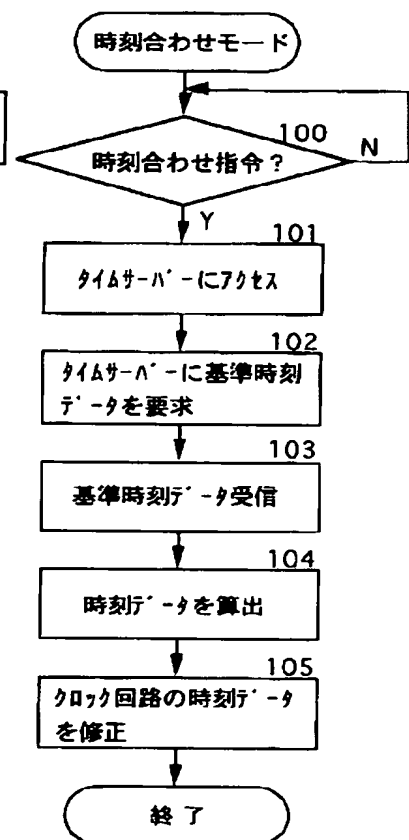 時刻合わせモード
100
時刻合わせ指令?
N
Y
101
タイムサーバーにアクセス
102
タイムサーバーに基準時刻
データを要求
103
基準時刻データ受信
104
時刻データを算出
105
クロック回路の時刻データ
を修正
終了